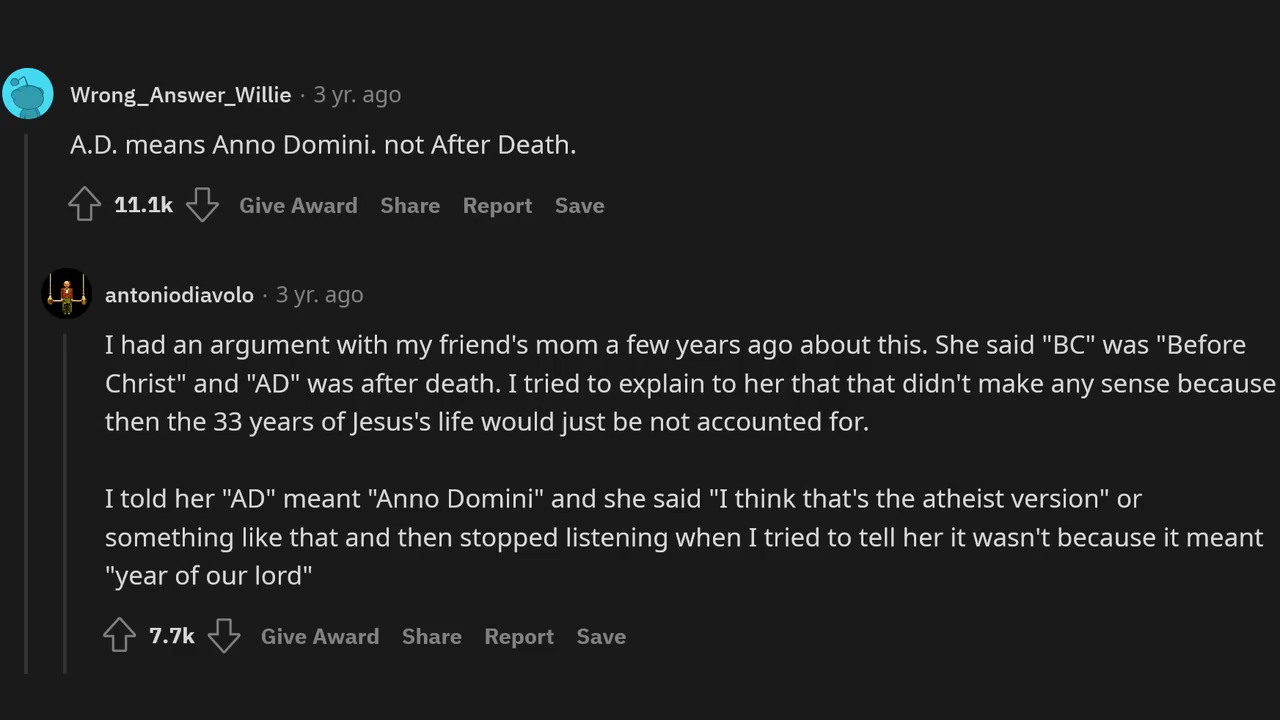 Wrong_Answer_Willie · 3 yr. ago
A.D. means Anno Domini. not After Death.
11.1k Give Award Share Report Save
antoniodiavolo · 3 yr. ago
I had an argument with my friend's mom a few years ago about this. She said "BC" was "Before
Christ" and "AD" was after death. I tried to explain to her that that didn't make any sense because
then the 33 years of Jesus's life would just be not accounted for.
I told her "AD" meant "Anno Domini" and she said "I think that's the atheist version" or
something like that and then stopped listening when I tried to tell her it wasn't because it meant
"year of our lord"
7.7k Give Award Share Report Save